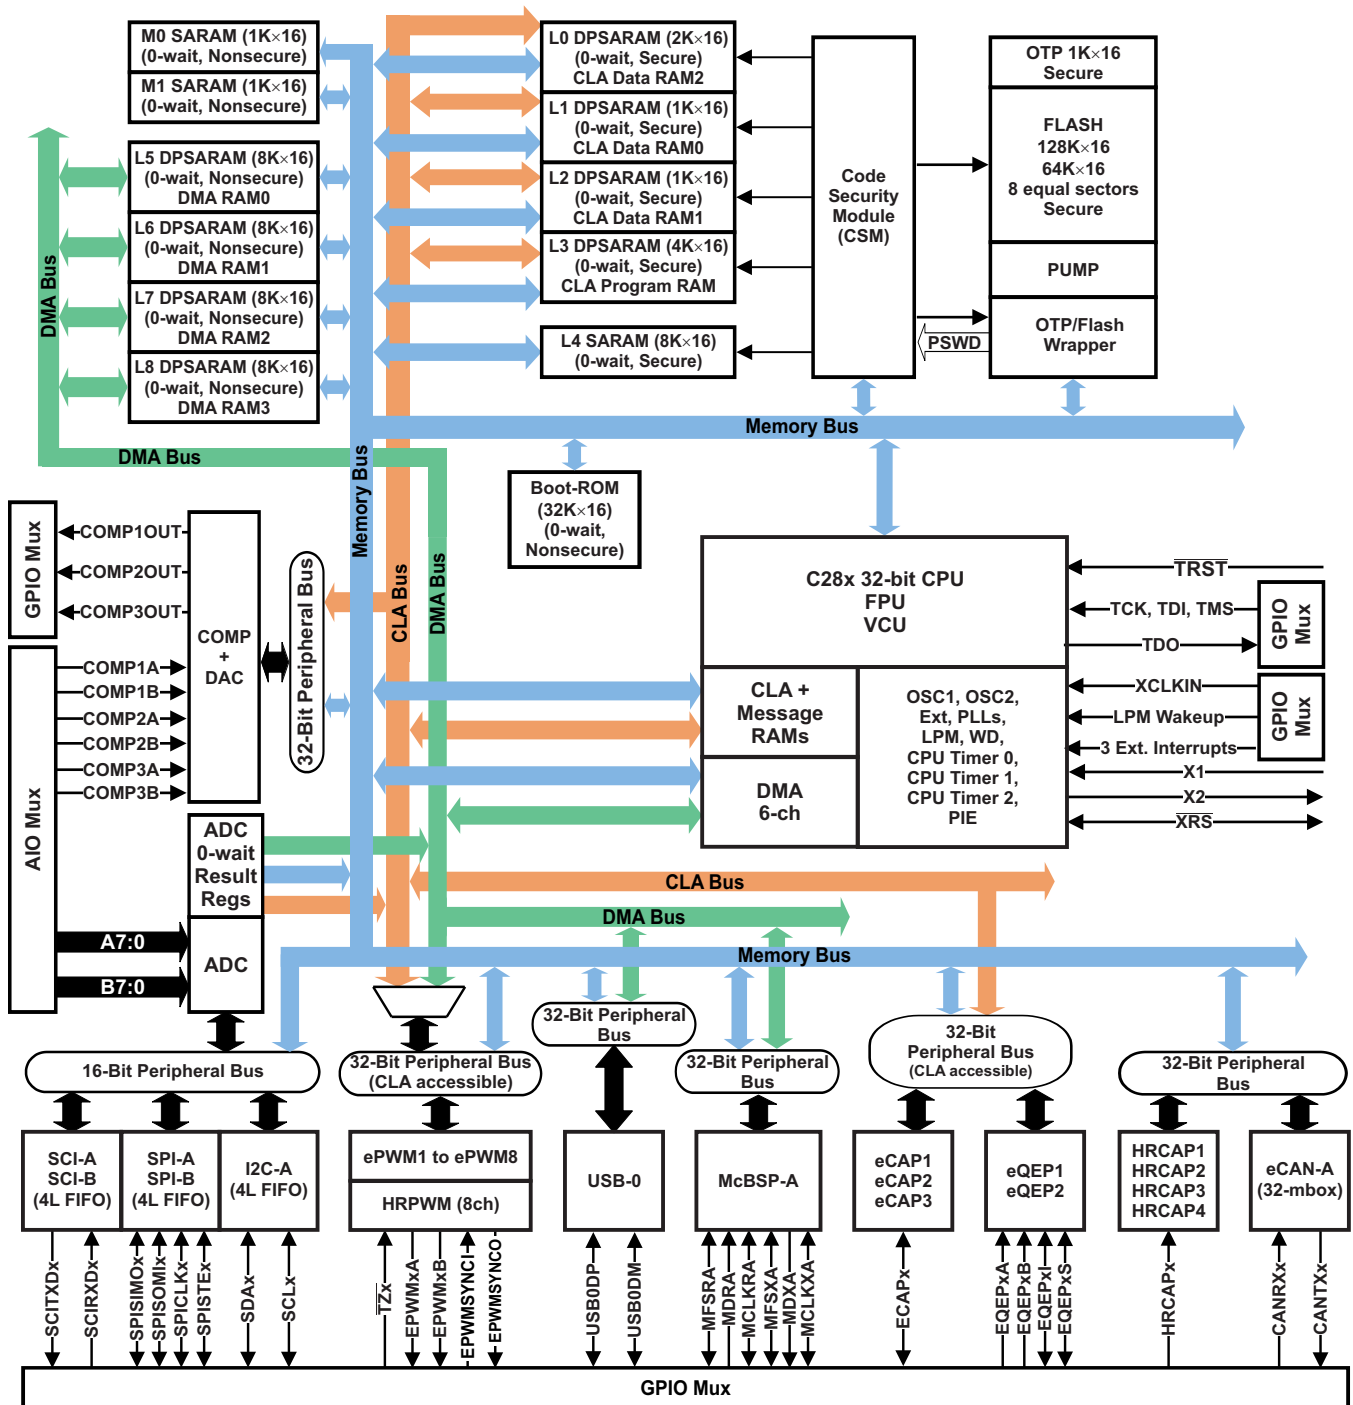 M0 SARAM (1K×16)
(0-wait, Nonsecure)
M1 SARAM (1K×16)
(0-wait, Nonsecure)
L5 DPSARAM (8K×16)
(0-wait, Nonsecure)
DMA RAM0
L6 DPSARAM (8K×16)
(0-wait, Nonsecure)
DMA RAM1
L7 DPSARAM (8K×16)
(0-wait, Nonsecure)
DMA RAM2
L8 DPSARAM (8K×16)
(0-wait, Nonsecure)
DMA RAM3
DMA Bus
DMA Bus
L0 DPSARAM (2K×16)
(0-wait, Secure)
CLA Data RAM2
L1 DPSARAM (1K×16)
(0-wait, Secure)
CLA Data RAM0
L2 DPSARAM (1K×16)
(0-wait, Secure)
CLA Data RAM1
L3 DPSARAM (4K×16)
(0-wait, Secure)
CLA Program RAM
L4 SARAM (8K×16)
(0-wait, Secure)
Code
Security
Module
(CSM)
OTP 1K×16
Secure
FLASH
128K×16
64K×16
8 equal sectors
Secure
PUMP
OTP/Flash
Wrapper
PSWD
Memory Bus
Memory Bus
CLA Bus
DMA Bus
Boot-ROM
(32K×16)
(0-wait,
Nonsecure)
GPIO Mux
COMP1OUT
COMP2OUT
COMP3OUT
COMP
+
DAC
32-Bit Peripheral Bus
AIO Mux
COMP1A
COMP1B
COMP2A
COMP2B
COMP3A
COMP3B
ADC
0-wait
Result
Regs
ADC
A7:0
B7:0
C28x 32-bit CPU
FPU
VCU
CLA +
Message
RAMs
DMA
6-ch
OSC1, OSC2,
Ext, PLLs,
LPM, WD,
CPU Timer 0,
CPU Timer 1,
CPU Timer 2,
PIE
TRST
TCK, TDI, TMS
TDO
GPIO
Mux
XCLKIN
LPM Wakeup
3 Ext. Interrupts
GPIO
Mux
X1
X2
XRS
CLA Bus
DMA Bus
Memory Bus
16-Bit Peripheral Bus
32-Bit Peripheral Bus
(CLA accessible)
32-Bit Peripheral
Bus
32-Bit Peripheral
Bus
32-Bit
Peripheral Bus
(CLA accessible)
32-Bit Peripheral
Bus
SCI-A
SCI-B
(4L FIFO)
SPI-A
SPI-B
(4L FIFO)
I2C-A
(4L FIFO)
ePWM1 to ePWM8
HRPWM (8ch)
USB-0
McBSP-A
eCAP1
eCAP2
eCAP3
eQEP1
eQEP2
HRCAP1
HRCAP2
HRCAP3
HRCAP4
eCAN-A
(32-mbox)
SCITXDx
SCIRXDx
SPISIMOx
SPISOMIx
SPICLKx
SPISTEx
SDAx
SCLx
TZx
EPWMxA
EPWMxB
EPWMSYNCI
EPWMSYNCO
USB0DP
USB0DM
MFSRA
MDRA
MCLKRA
MFSXA
MDXA
MCLKXA
ECAPx
EQEPxA
EQEPxB
EQEPxI
EQEPxS
HRCAPx
CANRXx
CANTXx
GPIO Mux